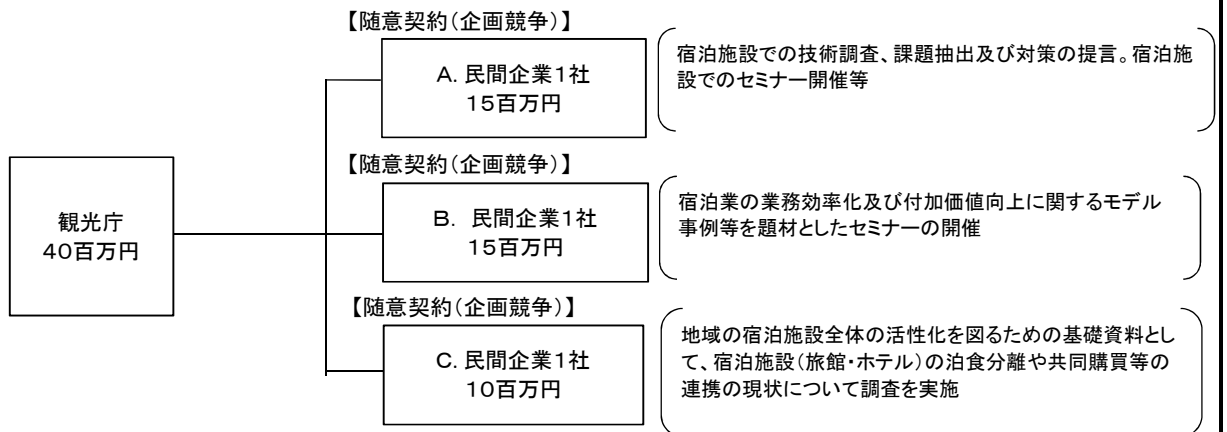 【随意契約(企画競争)】
A. 民間企業1社
15百万円
宿泊施設での技術調査、課題抽出及び対策の提言。宿泊施
設でのセミナー開催等
観光庁
40百万円
【随意契約(企画競争)】
B. 民間企業1社
15百万円
宿泊業の業務効率化及び付加価値向上に関するモデル
事例等を題材としたセミナーの開催
【随意契約(企画競争)】
C. 民間企業1社
10百万円
地域の宿泊施設全体の活性化を図るための基礎資料とし
て、宿泊施設(旅館・ホテル)の泊食分離や共同購買等の
連携の現状について調査を実施